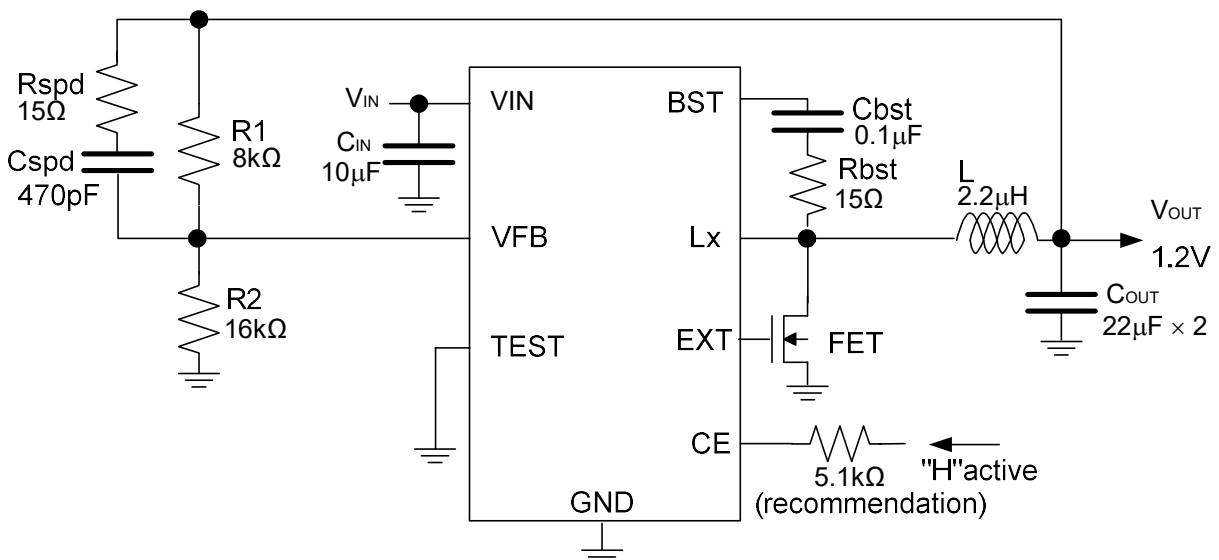 Rspd
15Ω
Cspd
470pF
R1
8kΩ
R2
16kΩ
VIN
CIN
10μF
VIN
VFB
TEST
GND
BST
Lx
EXT
CE
Cbst
0.1μF
Rbst
15Ω
L
2.2μH
VOUT
1.2V
COUT
22μF × 2
FET
5.1kΩ
(recommendation)
"H"active